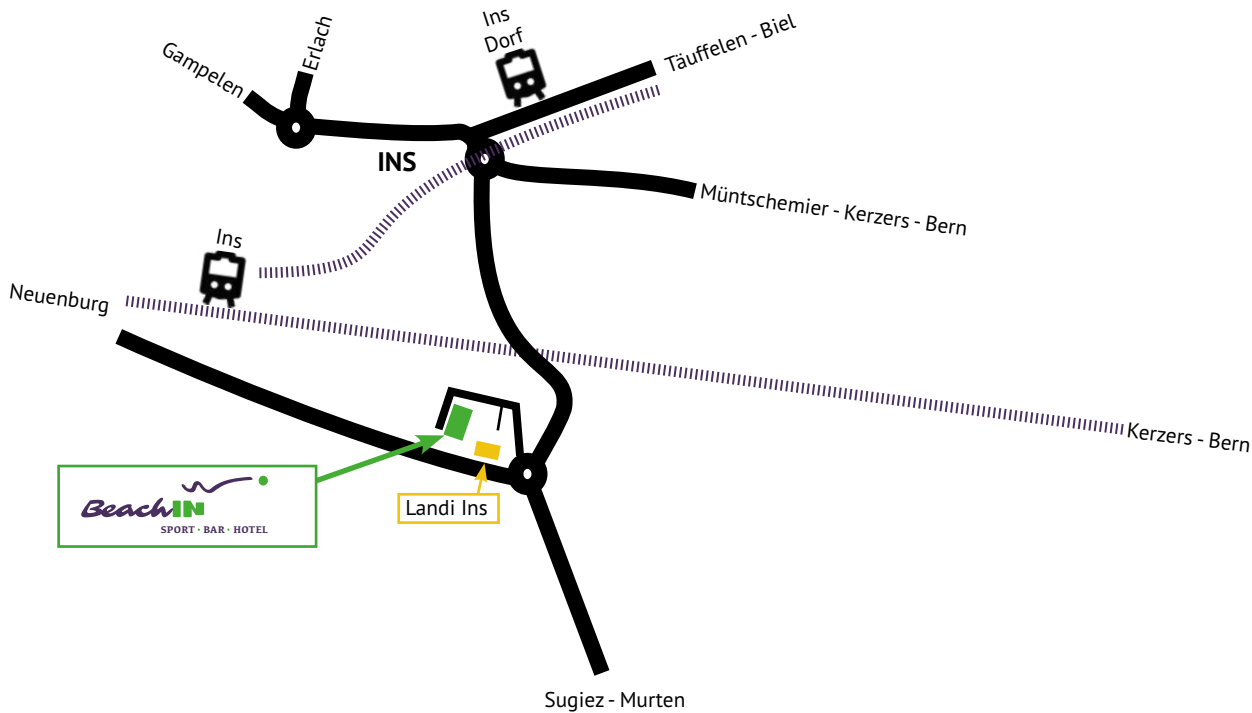 Ins
Dorf
Täuffelen - Biel
Erlach
Gampelen
INS
Müntschemier - Kerzers - Bern
Ins
Neuenburg
Kerzers - Bern
BeachIN
SPORT · BAR · HOTEL
Landi Ins
Sugiez - Murten